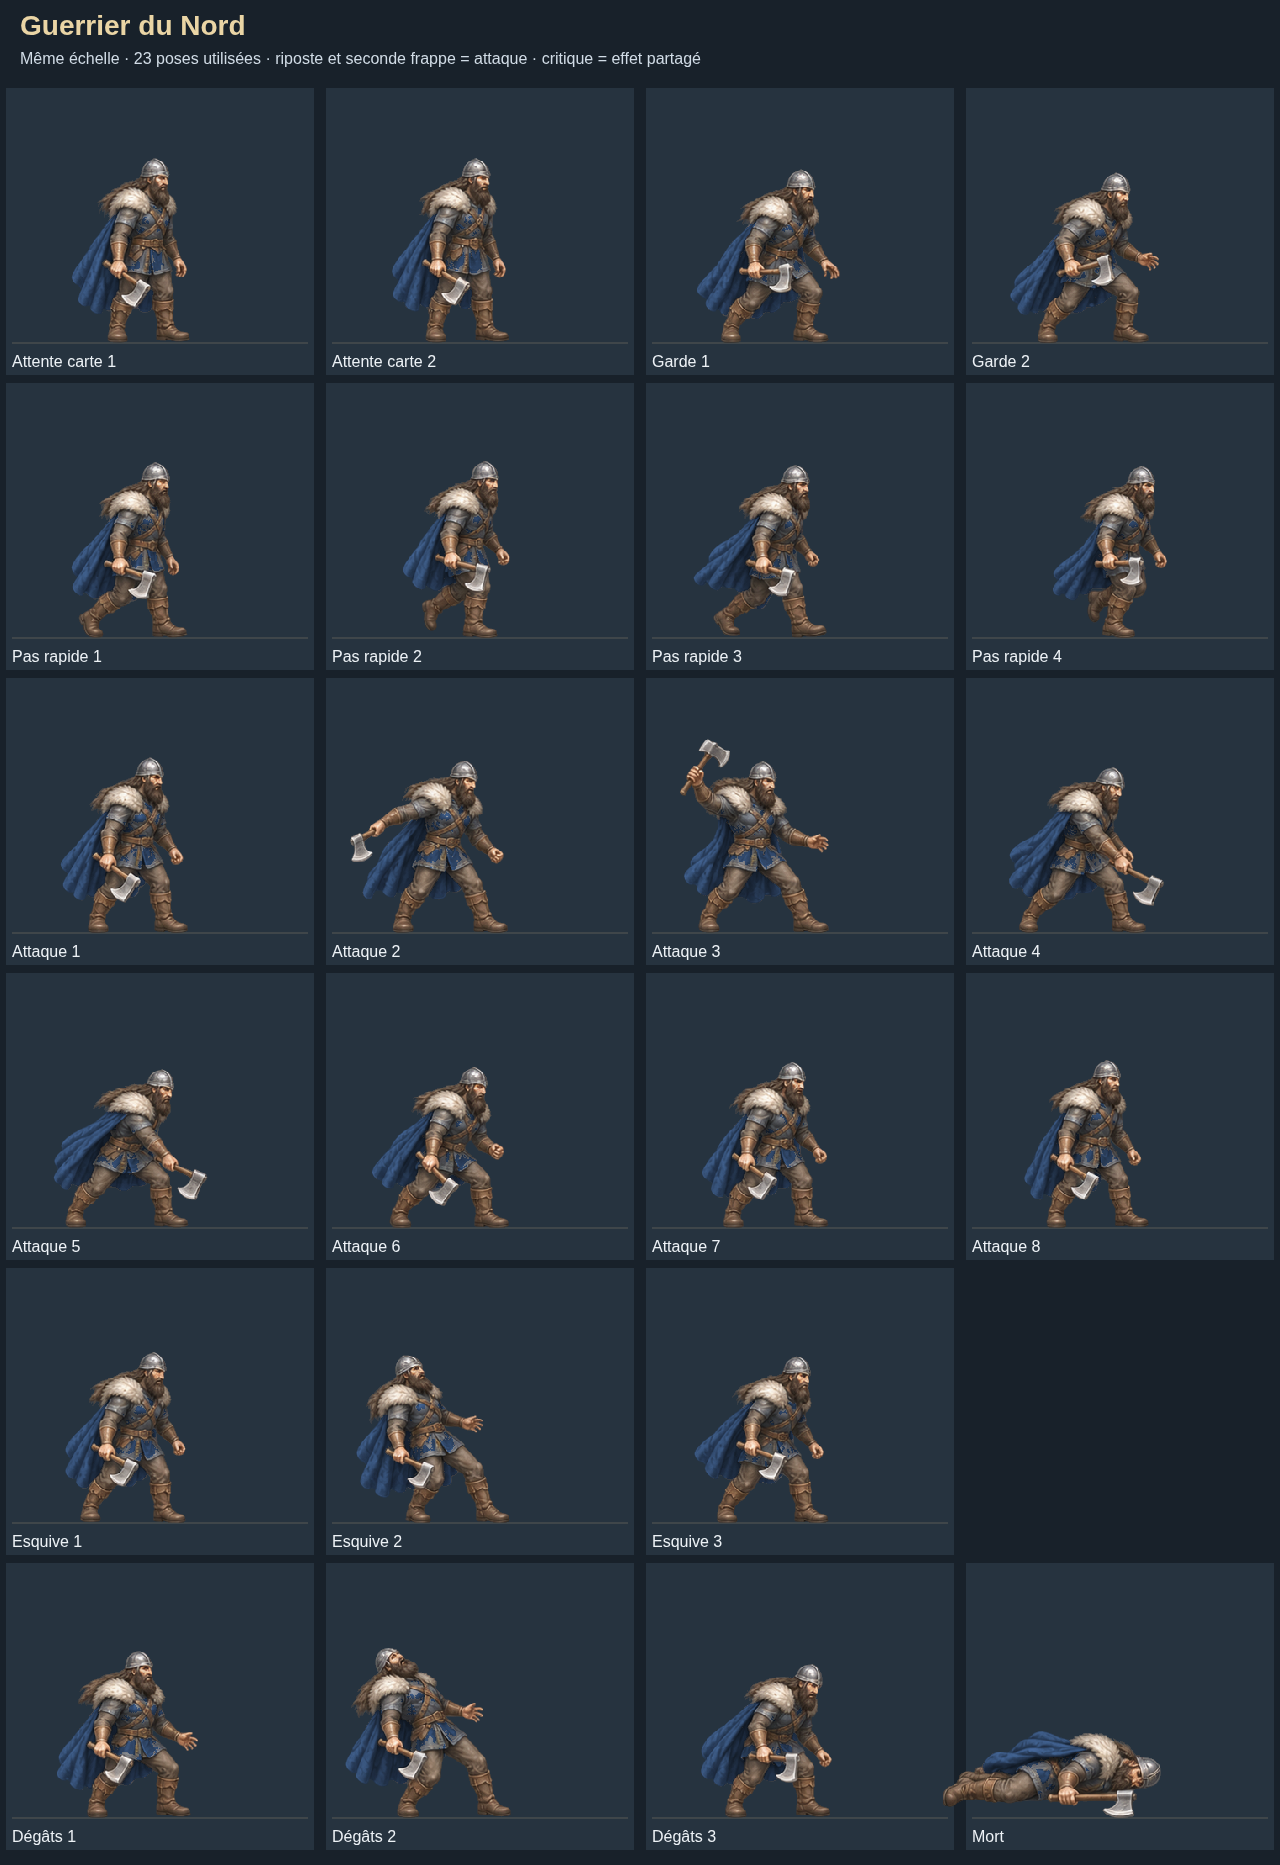 Guerrier du Nord
Même échelle · 23 poses utilisées · riposte et seconde frappe = attaque · critique = effet partagé
Attente carte 1
Attente carte 2
Garde 1
Garde 2
Pas rapide 1
Pas rapide 2
Pas rapide 3
Pas rapide 4
Attaque 1
Attaque 2
Attaque 3
Attaque 4
Attaque 5
Attaque 6
Attaque 7
Attaque 8
Esquive 1
Esquive 2
Esquive 3
Dégâts 1
Dégâts 2
Dégâts 3
Mort